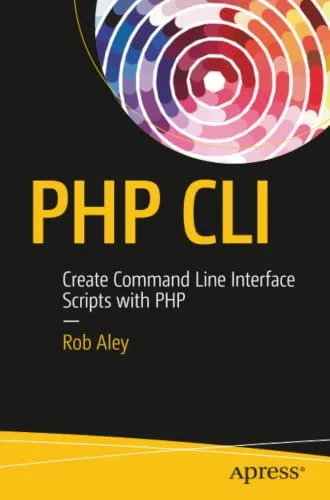 PHP CLI
Create Command Line Interface
Scripts with PHP
Rob Aley
Apress®